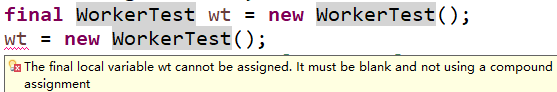 final WorkerTest wt = new WorkerTest();
wt = new WorkerTest();
The final local variable wt cannot be assigned. It must be blank and not using a compound
assignment